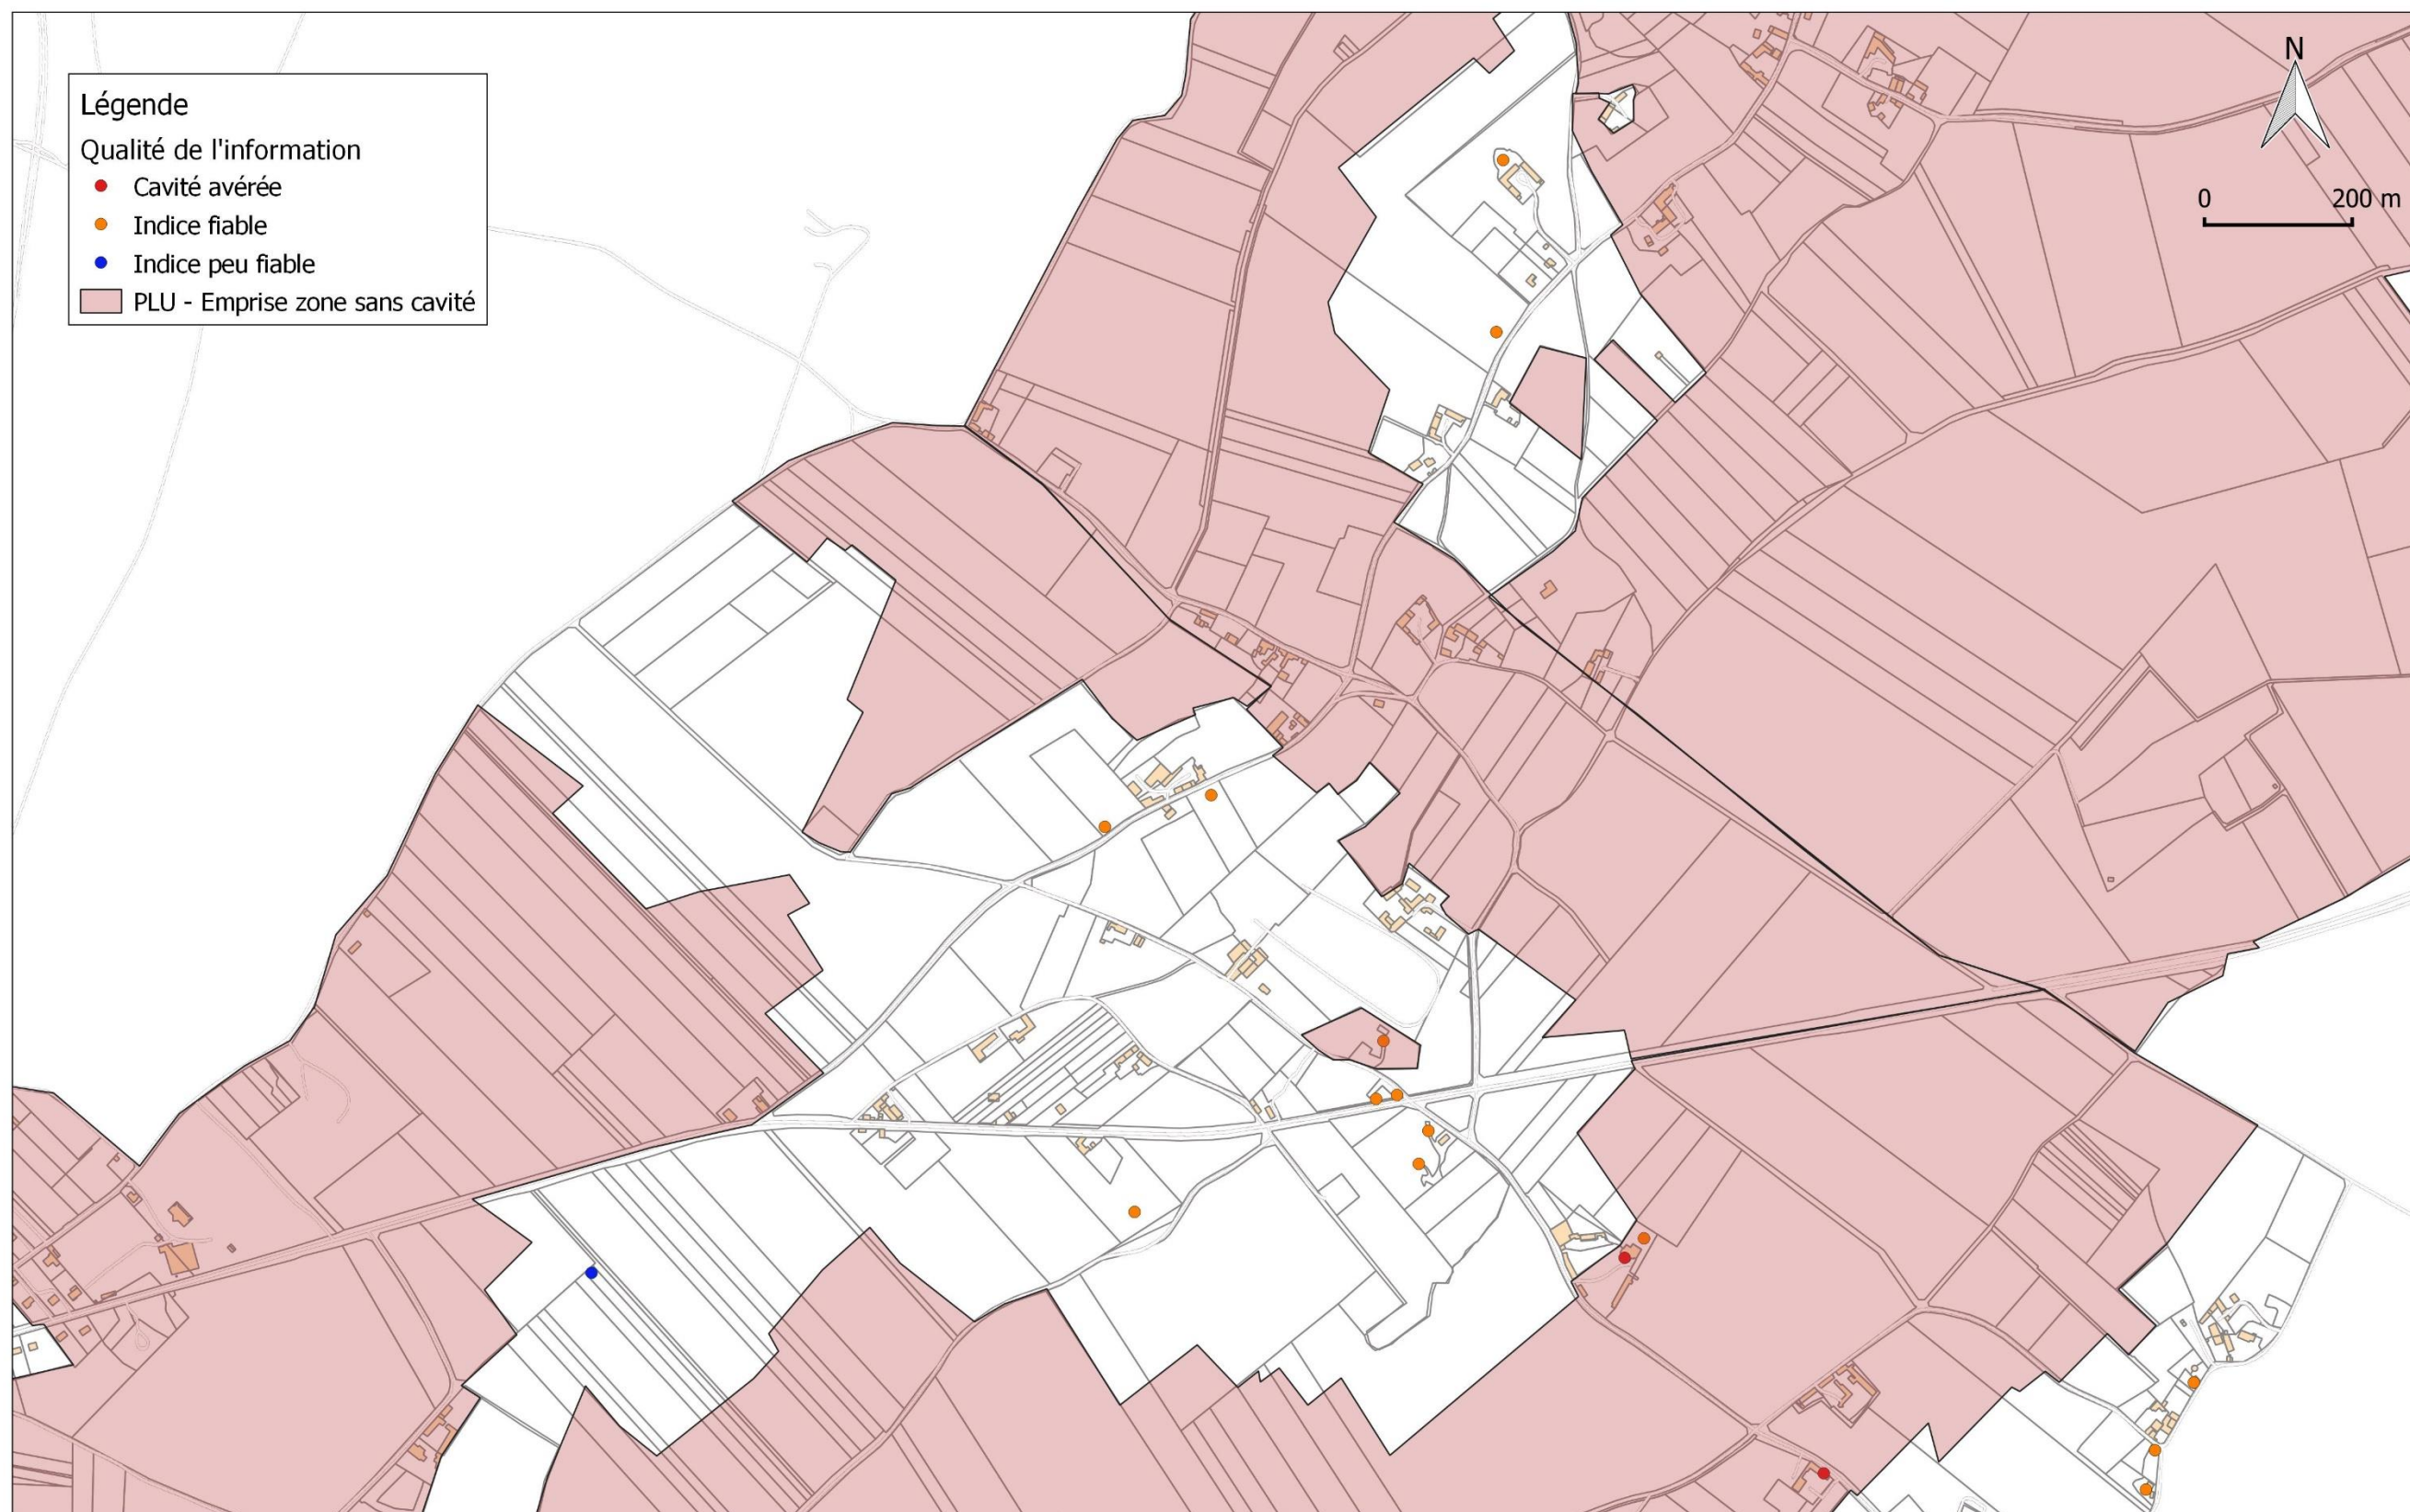 Légende
Qualité de l'information
Cavité avérée
Indice fiable
Indice peu fiable
PLU - Emprise zone sans cavité
N
0 200 m